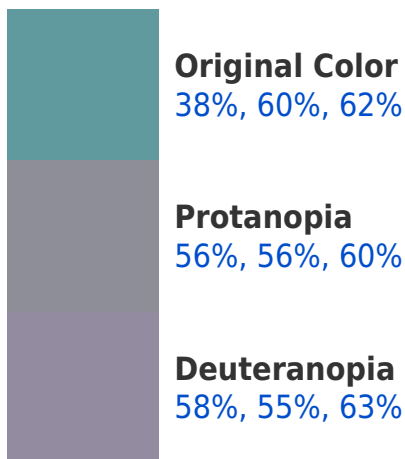 Original Color
38%, 60%, 62%
Protanopia
56%, 56%, 60%
Deuteranopia
58%, 55%, 63%